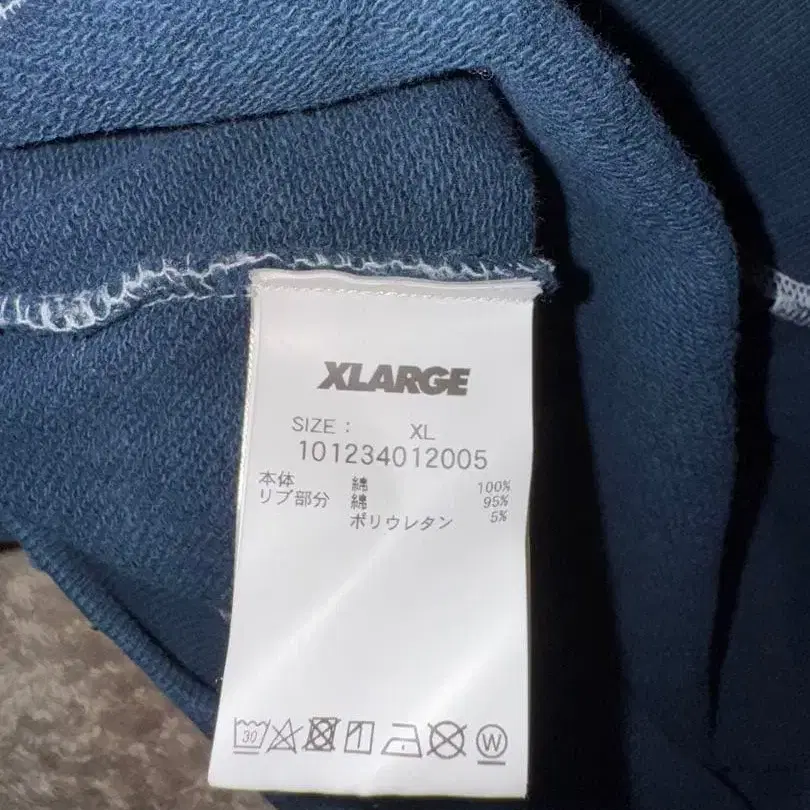 XLARGE
SIZE : XL
101234012005
本体 綿 100%
リブ部分 綿 95%
ポリウレタン 5%
30
W